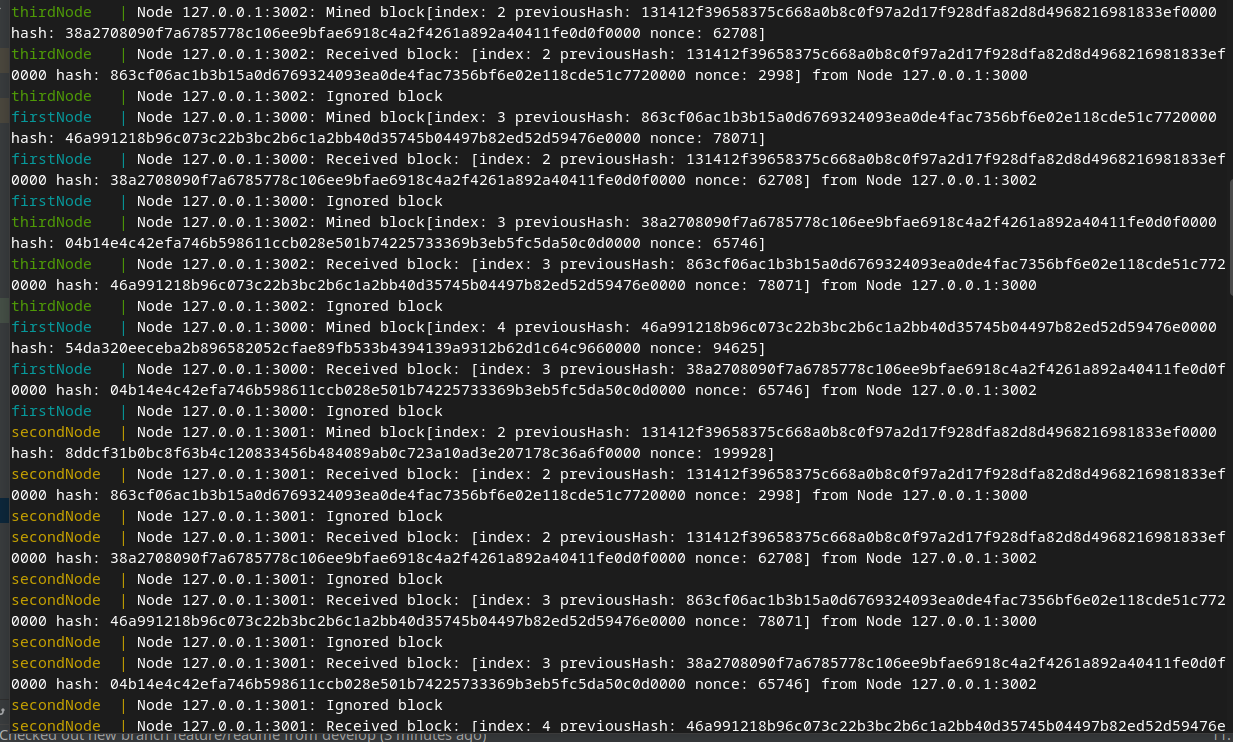 thirdNode | Node 127.0.0.1:3002: Mined block[index: 2 previousHash: 131412f39658375c668a0b8c0f97a2d17f928dfa82d8d4968216981833ef0000
hash: 38a2708090f7a6785778c106ee9bfae6918c4a2f4261a892a40411fe0d0f0000 nonce: 62708]
thirdNode | Node 127.0.0.1:3002: Received block: [index: 2 previousHash: 131412f39658375c668a0b8c0f97a2d17f928dfa82d8d4968216981833ef
0000 hash: 863cf06ac1b3b15a0d6769324093ea0de4fac7356bf6e02e118cde51c7720000 nonce: 2998] from Node 127.0.0.1:3000
thirdNode | Node 127.0.0.1:3002: Ignored block
firstNode | Node 127.0.0.1:3000: Mined block[index: 3 previousHash: 863cf06ac1b3b15a0d6769324093ea0de4fac7356bf6e02e118cde51c7720000
hash: 46a991218b96c073c22b3bc2b6c1a2bb40d35745b04497b82ed52d59476e0000 nonce: 78071]
firstNode | Node 127.0.0.1:3000: Received block: [index: 2 previousHash: 131412f39658375c668a0b8c0f97a2d17f928dfa82d8d4968216981833ef
0000 hash: 38a2708090f7a6785778c106ee9bfae6918c4a2f4261a892a40411fe0d0f0000 nonce: 62708] from Node 127.0.0.1:3002
firstNode | Node 127.0.0.1:3000: Ignored block
thirdNode | Node 127.0.0.1:3002: Mined block[index: 3 previousHash: 38a2708090f7a6785778c106ee9bfae6918c4a2f4261a892a40411fe0d0f0000
hash: 04b14e4c42efa746b598611ccb028e501b74225733369b3eb5fc5da50c0d0000 nonce: 65746]
thirdNode | Node 127.0.0.1:3002: Received block: [index: 3 previousHash: 863cf06ac1b3b15a0d6769324093ea0de4fac7356bf6e02e118cde51c772
0000 hash: 46a991218b96c073c22b3bc2b6c1a2bb40d35745b04497b82ed52d59476e0000 nonce: 78071] from Node 127.0.0.1:3000
thirdNode | Node 127.0.0.1:3002: Ignored block
firstNode | Node 127.0.0.1:3000: Mined block[index: 4 previousHash: 46a991218b96c073c22b3bc2b6c1a2bb40d35745b04497b82ed52d59476e0000
hash: 54da320eeceba2b896582052cfae89fb533b4394139a9312b62d1c64c9660000 nonce: 94625]
firstNode | Node 127.0.0.1:3000: Received block: [index: 3 previousHash: 38a2708090f7a6785778c106ee9bfae6918c4a2f4261a892a40411fe0d0f
0000 hash: 04b14e4c42efa746b598611ccb028e501b74225733369b3eb5fc5da50c0d0000 nonce: 65746] from Node 127.0.0.1:3002
firstNode | Node 127.0.0.1:3000: Ignored block
secondNode | Node 127.0.0.1:3001: Mined block[index: 2 previousHash: 131412f39658375c668a0b8c0f97a2d17f928dfa82d8d4968216981833ef0000
hash: 8ddcf31b0bc8f63b4c120833456b484089ab0c723a10ad3e207178c36a6f0000 nonce: 199928]
secondNode | Node 127.0.0.1:3001: Received block: [index: 2 previousHash: 131412f39658375c668a0b8c0f97a2d17f928dfa82d8d4968216981833ef
0000 hash: 863cf06ac1b3b15a0d6769324093ea0de4fac7356bf6e02e118cde51c7720000 nonce: 2998] from Node 127.0.0.1:3000
secondNode | Node 127.0.0.1:3001: Ignored block
secondNode | Node 127.0.0.1:3001: Received block: [index: 2 previousHash: 131412f39658375c668a0b8c0f97a2d17f928dfa82d8d4968216981833ef
0000 hash: 38a2708090f7a6785778c106ee9bfae6918c4a2f4261a892a40411fe0d0f0000 nonce: 62708] from Node 127.0.0.1:3002
secondNode | Node 127.0.0.1:3001: Ignored block
secondNode | Node 127.0.0.1:3001: Received block: [index: 3 previousHash: 863cf06ac1b3b15a0d6769324093ea0de4fac7356bf6e02e118cde51c772
0000 hash: 46a991218b96c073c22b3bc2b6c1a2bb40d35745b04497b82ed52d59476e0000 nonce: 78071] from Node 127.0.0.1:3000
secondNode | Node 127.0.0.1:3001: Ignored block
secondNode | Node 127.0.0.1:3001: Received block: [index: 3 previousHash: 38a2708090f7a6785778c106ee9bfae6918c4a2f4261a892a40411fe0d0f
0000 hash: 04b14e4c42efa746b598611ccb028e501b74225733369b3eb5fc5da50c0d0000 nonce: 65746] from Node 127.0.0.1:3002
secondNode | Node 127.0.0.1:3001: Ignored block
secondNode | Node 127.0.0.1:3001: Received block: [index: 4 previousHash: 46a991218b96c073c22b3bc2b6c1a2bb40d35745b04497b82ed52d59476e
Checked out new branch feature/readme from develop (3 minutes ago)